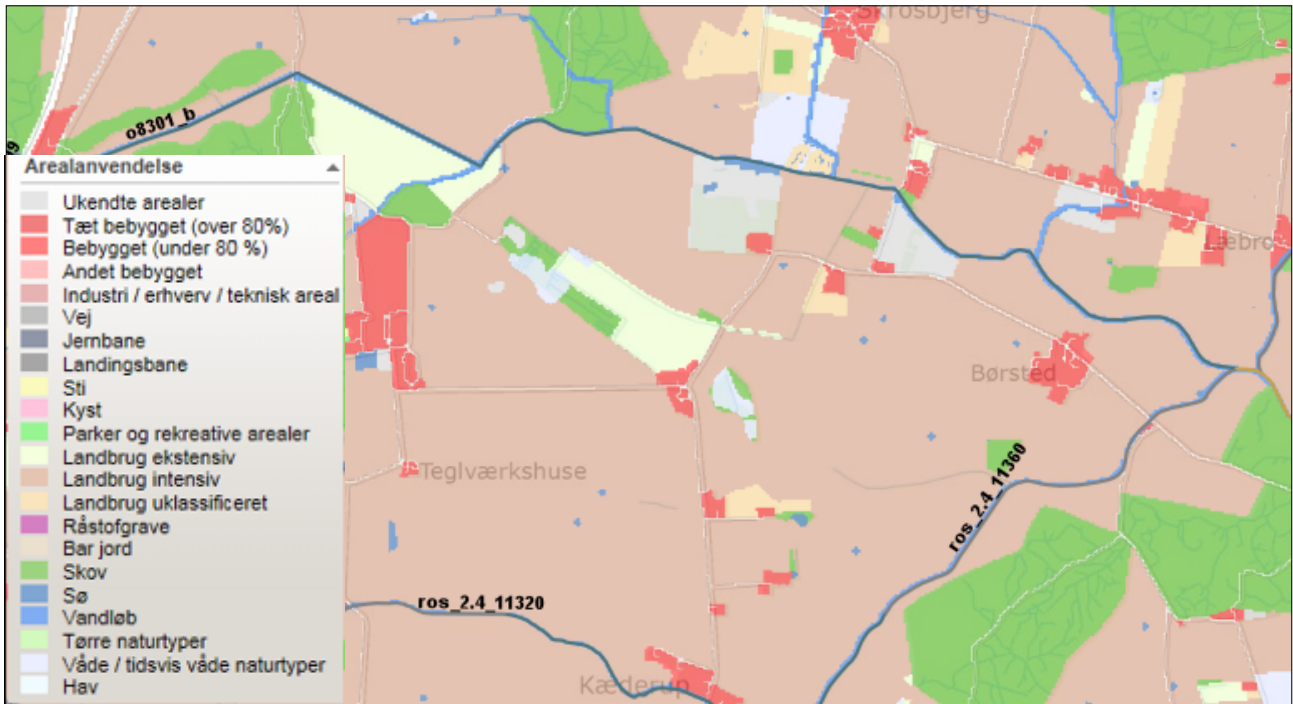 Skrosbjerg
o8301_b
Arealanvendelse
Ukendte arealer
Tæt bebygget (over 80%)
Bebygget (under 80 %)
Andet bebygget
Industri / erhverv / teknisk areal
Vej
Jernbane
Landingsbane
Sti
Kyst
Parker og rekreative arealer
Landbrug ekstensiv
Landbrug intensiv
Landbrug uklassificeret
Råstofgrave
Bar jord
Skov
Sø
Vandløb
Tørre naturtyper
Våde / tidsvis våde naturtyper
Hav
Læbro
Børsted
Teglværkshuse
ros_2.4_11360
ros_2.4_11320
Kæderup